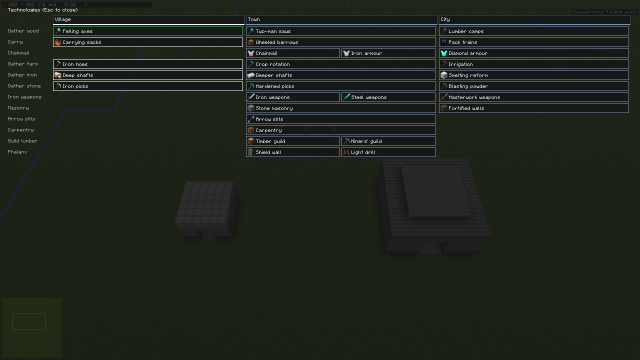 Technologies (Esc to close)
Village Town City
Gather wood Felling axes Two-man saws Lumber camps
Carry Carrying sacks Wheeled barrows Pack trains
Chainmail Chainmail Iron armour Diamond armour
Gather farm Iron hoes Crop rotation Irrigation
Gather iron Deep shafts Deeper shafts Smelting reform
Gather stone Iron picks Hardened picks Blasting powder
Iron weapons Iron weapons Steel weapons Masterwork weapons
Masonry Stone masonry Fortified walls
Arrow slits Arrow slits
Carpentry Carpentry
Guild lumber Timber guild Miners' guild
Phalanx Shield wall Light drill